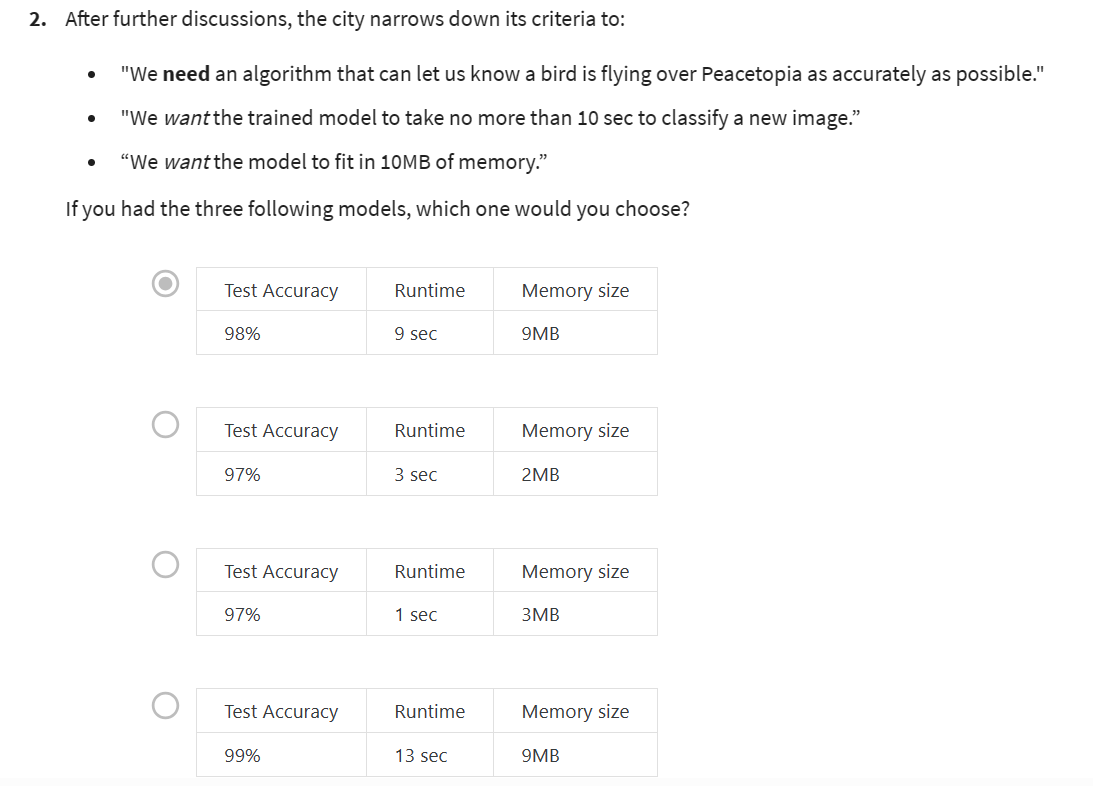 2. After further discussions, the city narrows down its criteria to:
• "We need an algorithm that can let us know a bird is flying over Peacetopia as accurately as possible."
• "We want the trained model to take no more than 10 sec to classify a new image.”
• “We want the model to fit in 10MB of memory.”
If you had the three following models, which one would you choose?
Test Accuracy Runtime Memory size
98% 9 sec 9MB
Test Accuracy Runtime Memory size
97% 3 sec 2MB
Test Accuracy Runtime Memory size
97% 1 sec 3MB
Test Accuracy Runtime Memory size
99% 13 sec 9MB